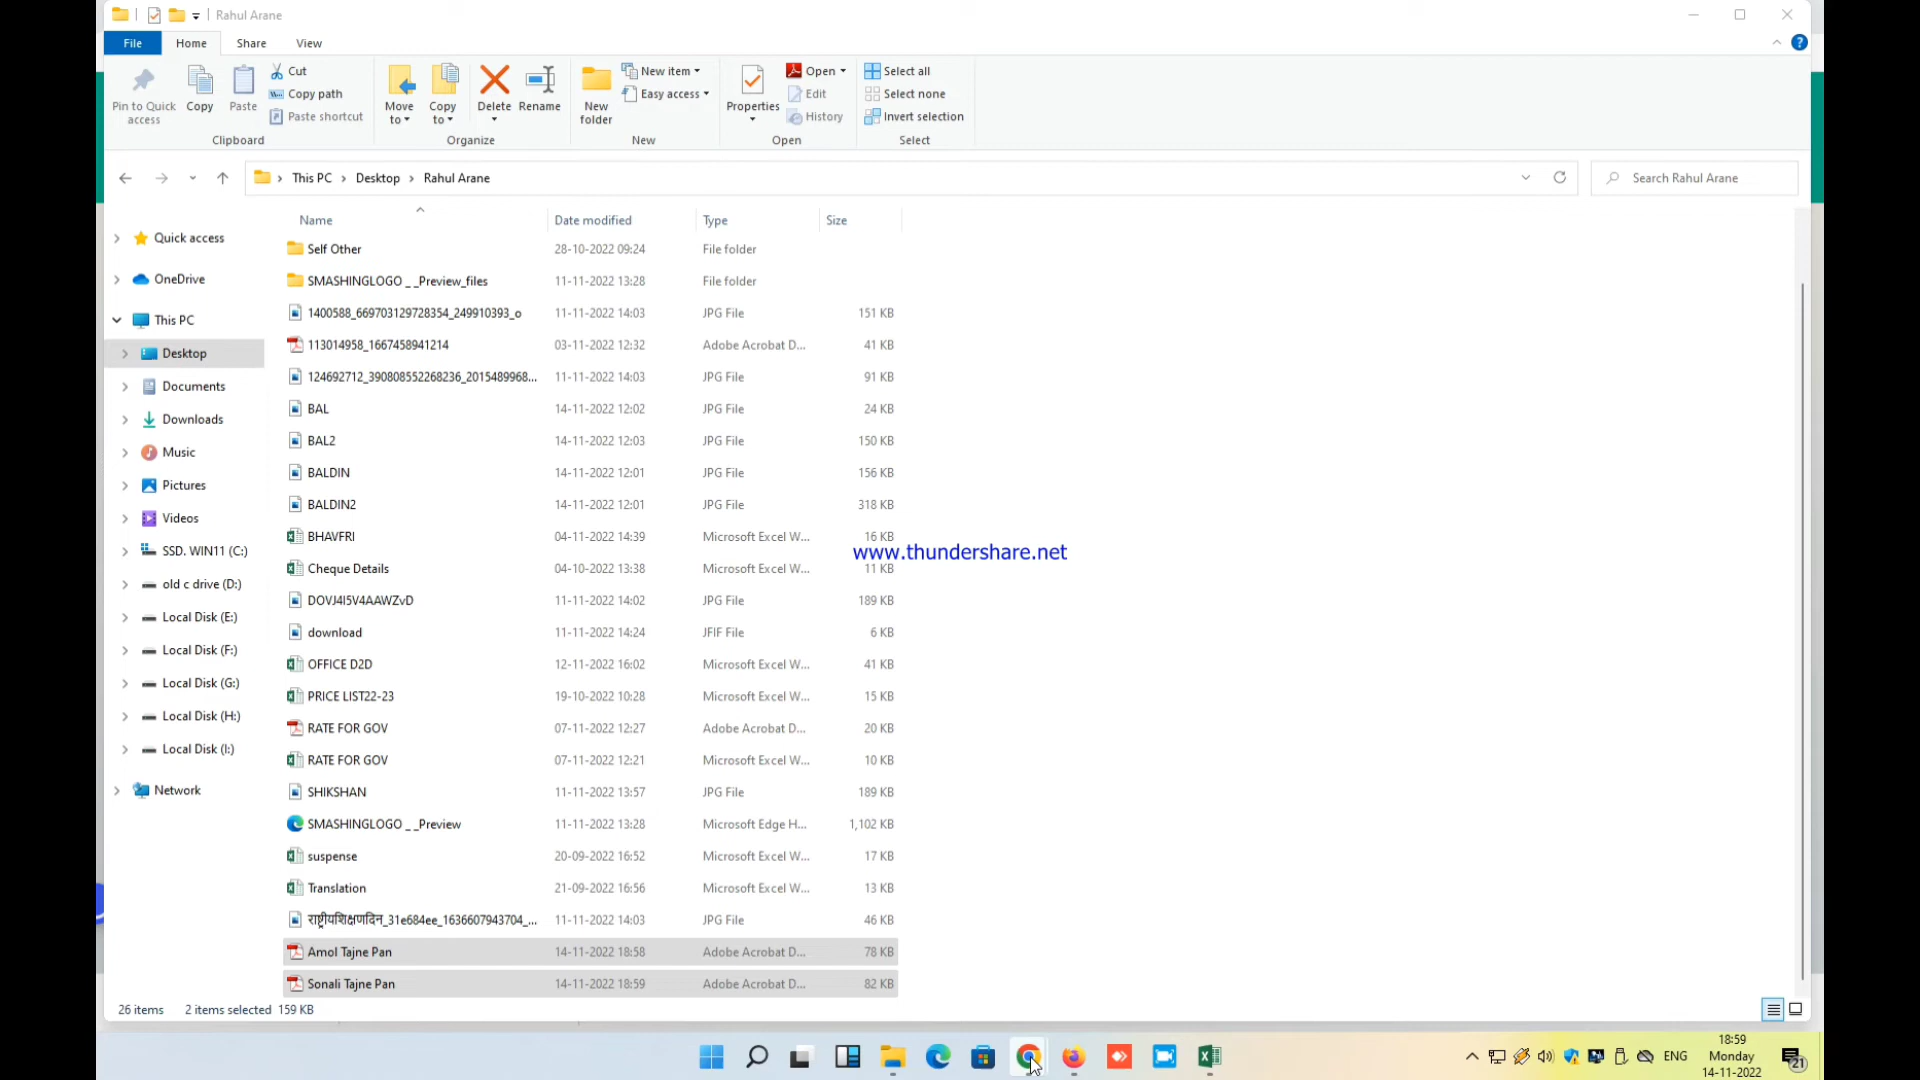 Rahul Arane
File Home Share View
Pin to Quick access
Copy
Paste
Cut
Copy path
Paste shortcut
Clipboard
Move to
Copy to
Delete
Rename
Organize
New folder
New item
Easy access
New
Properties
Open
Edit
History
Open
Select all
Select none
Invert selection
Select
This PC > Desktop > Rahul Arane
Search Rahul Arane
Quick access
OneDrive
This PC
Desktop
Documents
Downloads
Music
Pictures
Videos
SSD. WIN11 (C:)
old c drive (D:)
Local Disk (E:)
Local Disk (F:)
Local Disk (G:)
Local Disk (H:)
Local Disk (I:)
Network
Name Date modified Type Size
Self Other 28-10-2022 09:24 File folder
SMASHINGLOGO _ _Preview_files 11-11-2022 13:28 File folder
1400588_669703129728354_249910393_o 11-11-2022 14:03 JPG File 151 KB
113014958_1667458941214 03-11-2022 12:32 Adobe Acrobat D... 41 KB
124692712_390808552268236_2015489968... 11-11-2022 14:03 JPG File 91 KB
BAL 14-11-2022 12:02 JPG File 24 KB
BAL2 14-11-2022 12:03 JPG File 150 KB
BALDIN 14-11-2022 12:01 JPG File 156 KB
BALDIN2 14-11-2022 12:01 JPG File 318 KB
BHAVFRI 04-11-2022 14:39 Microsoft Excel W... 16 KB
www.thundershare.net
Cheque Details 04-10-2022 13:38 Microsoft Excel W... 11 KB
DOVJ4I5V4AAWZvD 11-11-2022 14:02 JPG File 189 KB
download 11-11-2022 14:24 JFIF File 6 KB
OFFICE D2D 12-11-2022 16:02 Microsoft Excel W... 41 KB
PRICE LIST22-23 19-10-2022 10:28 Microsoft Excel W... 15 KB
RATE FOR GOV 07-11-2022 12:27 Adobe Acrobat D... 20 KB
RATE FOR GOV 07-11-2022 12:21 Microsoft Excel W... 10 KB
SHIKSHAN 11-11-2022 13:57 JPG File 189 KB
SMASHINGLOGO _ _Preview 11-11-2022 13:28 Microsoft Edge H... 1,102 KB
suspense 20-09-2022 16:52 Microsoft Excel W... 17 KB
Translation 21-09-2022 16:56 Microsoft Excel W... 13 KB
राष्ट्रीयशिक्षणदिन_31e684ee_1636607943704_... 11-11-2022 14:03 JPG File 46 KB
Amol Tajne Pan 14-11-2022 18:58 Adobe Acrobat D... 78 KB
Sonali Tajne Pan 14-11-2022 18:59 Adobe Acrobat D... 82 KB
26 items 2 items selected 159 KB
ENG
18:59
Monday
14-11-2022
21